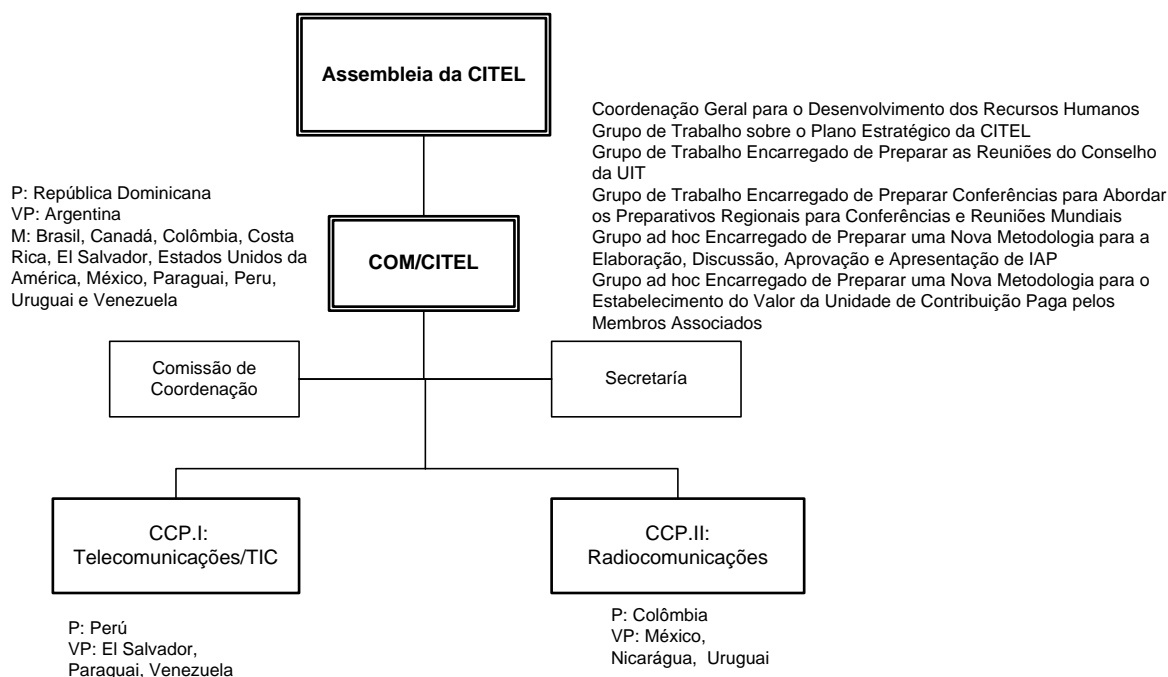 Assembleia da CITEL
Coordenação Geral para o Desenvolvimento dos Recursos Humanos
Grupo de Trabalho sobre o Plano Estratégico da CITEL
Grupo de Trabalho Encarregado de Preparar as Reuniões do Conselho
da UIT
Grupo de Trabalho Encarregado de Preparar Conferências para Abordar
os Preparativos Regionais para Conferências e Reuniões Mundiais
Grupo ad hoc Encarregado de Preparar uma Nova Metodologia para a
Elaboração, Discussão, Aprovação e Apresentação de IAP
Grupo ad hoc Encarregado de Preparar uma Nova Metodologia para o
Estabelecimento do Valor da Unidade de Contribuição Paga pelos
Membros Associados
P: República Dominicana
VP: Argentina
M: Brasil, Canadá, Colômbia, Costa
Rica, El Salvador, Estados Unidos da
América, México, Paraguai, Peru,
Uruguai e Venezuela
COM/CITEL
Comissão de
Coordenação
Secretaría
CCP.I:
Telecomunicações/TIC
CCP.II:
Radiocomunicações
P: Perú
VP: El Salvador,
Paraguai, Venezuela
P: Colômbia
VP: México,
Nicarágua, Uruguai